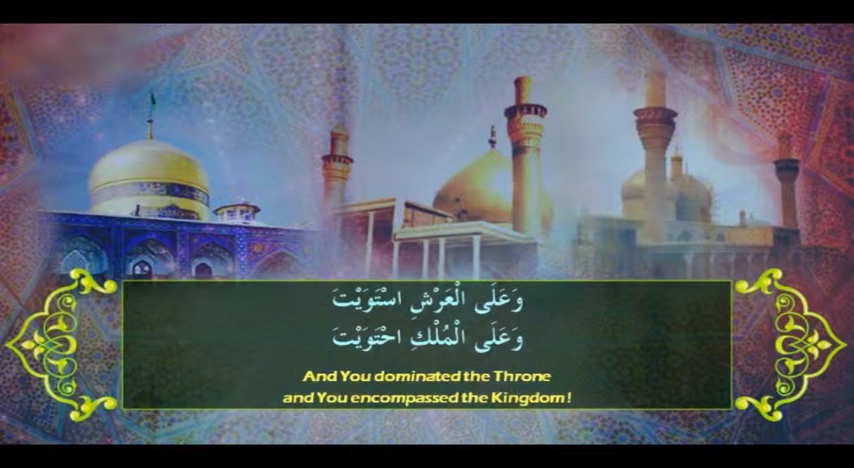 وَعَلَى الْعَرْشِ اسْتَوَيْتَ
وَعَلَى الْمُلْكِ احْتَوَيْتَ
And You dominated the Throne
and You encompassed the Kingdom!